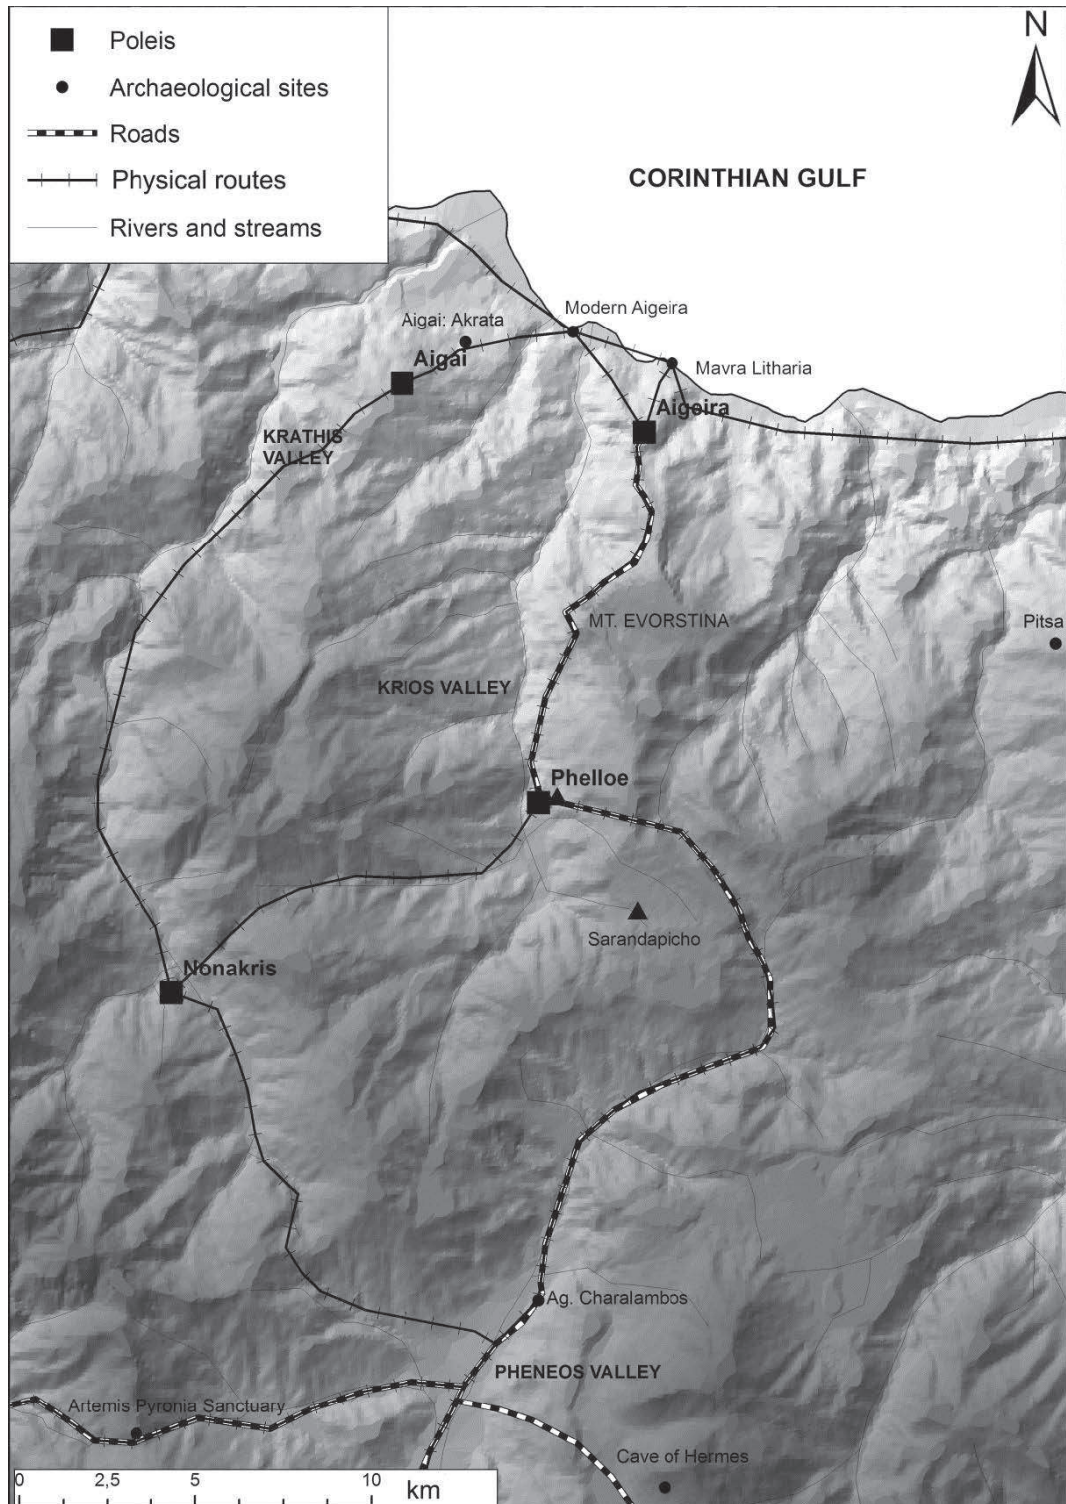 Poleis
Archaeological sites
Roads
Physical routes
Rivers and streams
N
CORINTHIAN GULF
Modern Aigeira
Aigai: Akrata
Aigai
Mavra Litharia
Aigeira
KRATHIS
VALLEY
MT. EVORSTINA
Pitsa
KRIOS VALLEY
Phelloe
Sarandapicho
Nonakris
Ag. Charalambos
PHENEOS VALLEY
Artemis Pyronia Sanctuary
Cave of Hermes
0 2,5 5 10 km